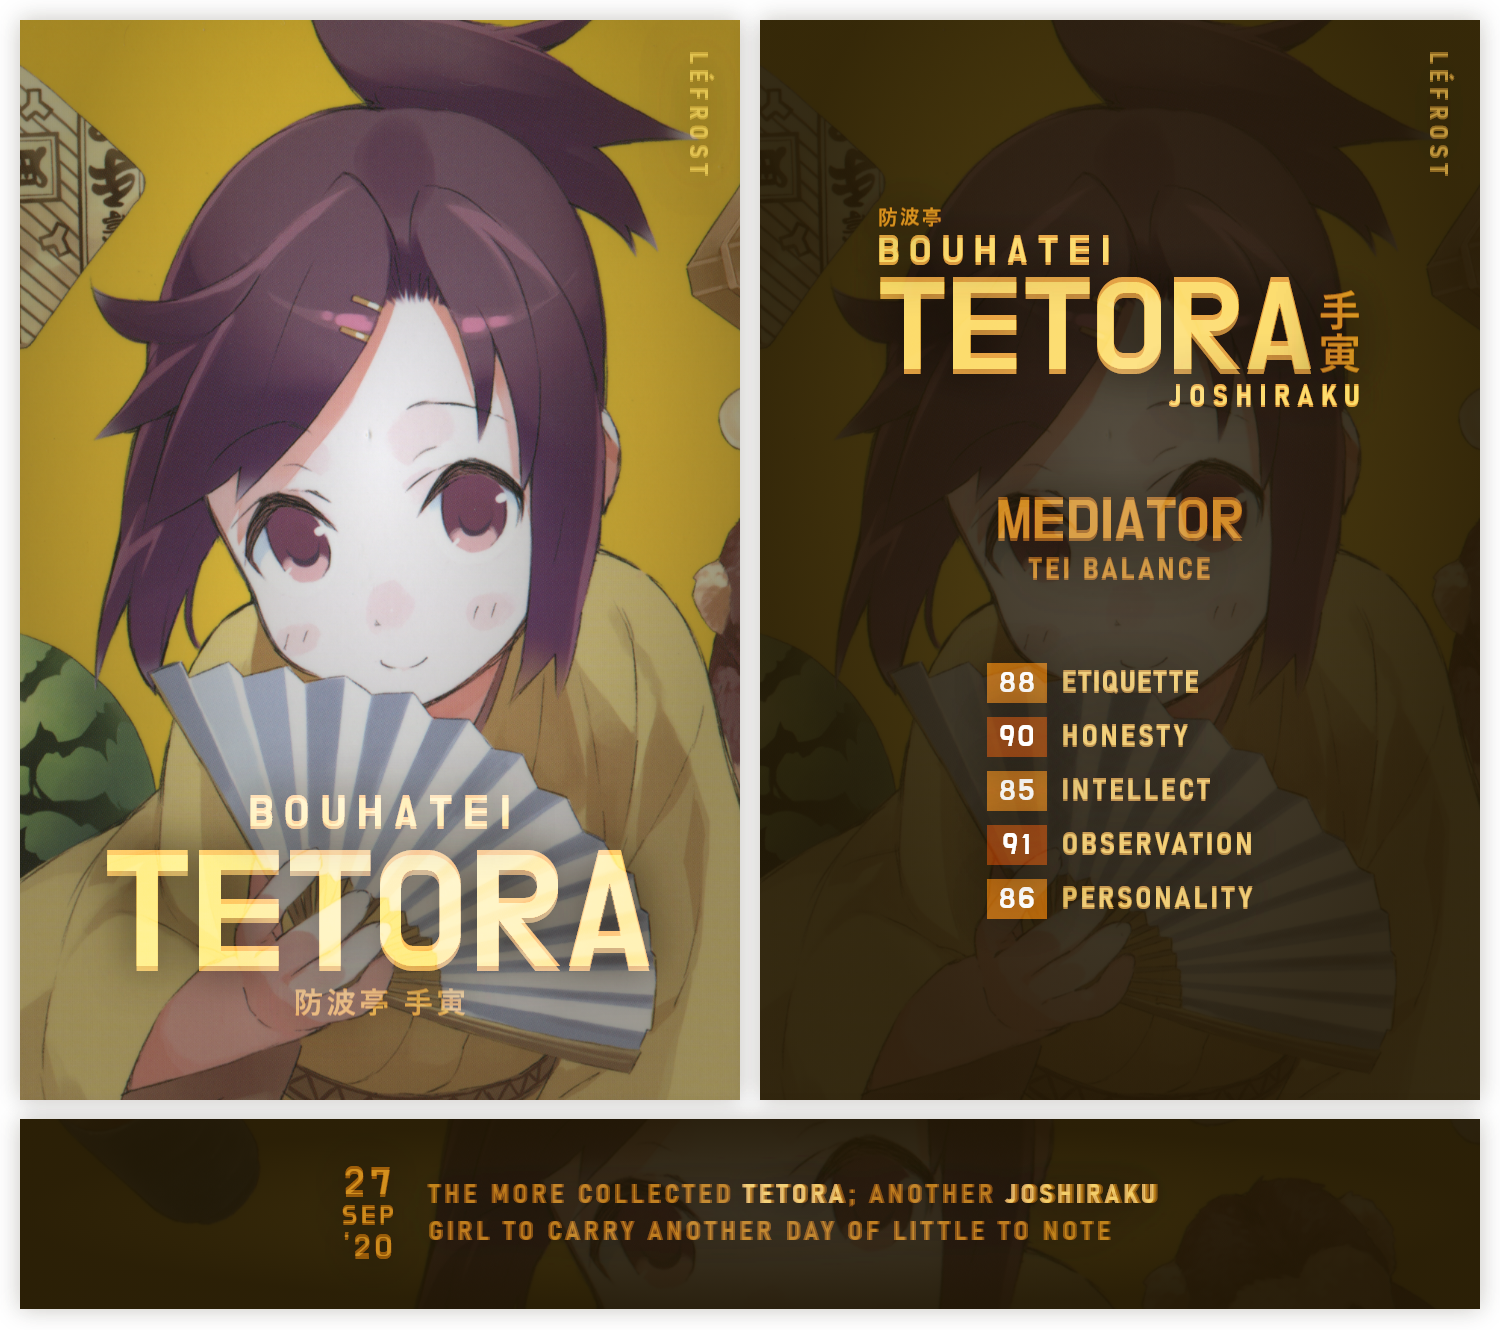 LÉFROST
BOUHATEI
TETORA
防波亭 手寅
LÉFROST
防波亭
BOUHATEI
TETORA
手寅
JOSHIRAKU
MEDIATOR
TEI BALANCE
88 ETIQUETTE
90 HONESTY
85 INTELLECT
91 OBSERVATION
86 PERSONALITY
27
SEP
'20
THE MORE COLLECTED TETORA; ANOTHER JOSHIRAKU
GIRL TO CARRY ANOTHER DAY OF LITTLE TO NOTE